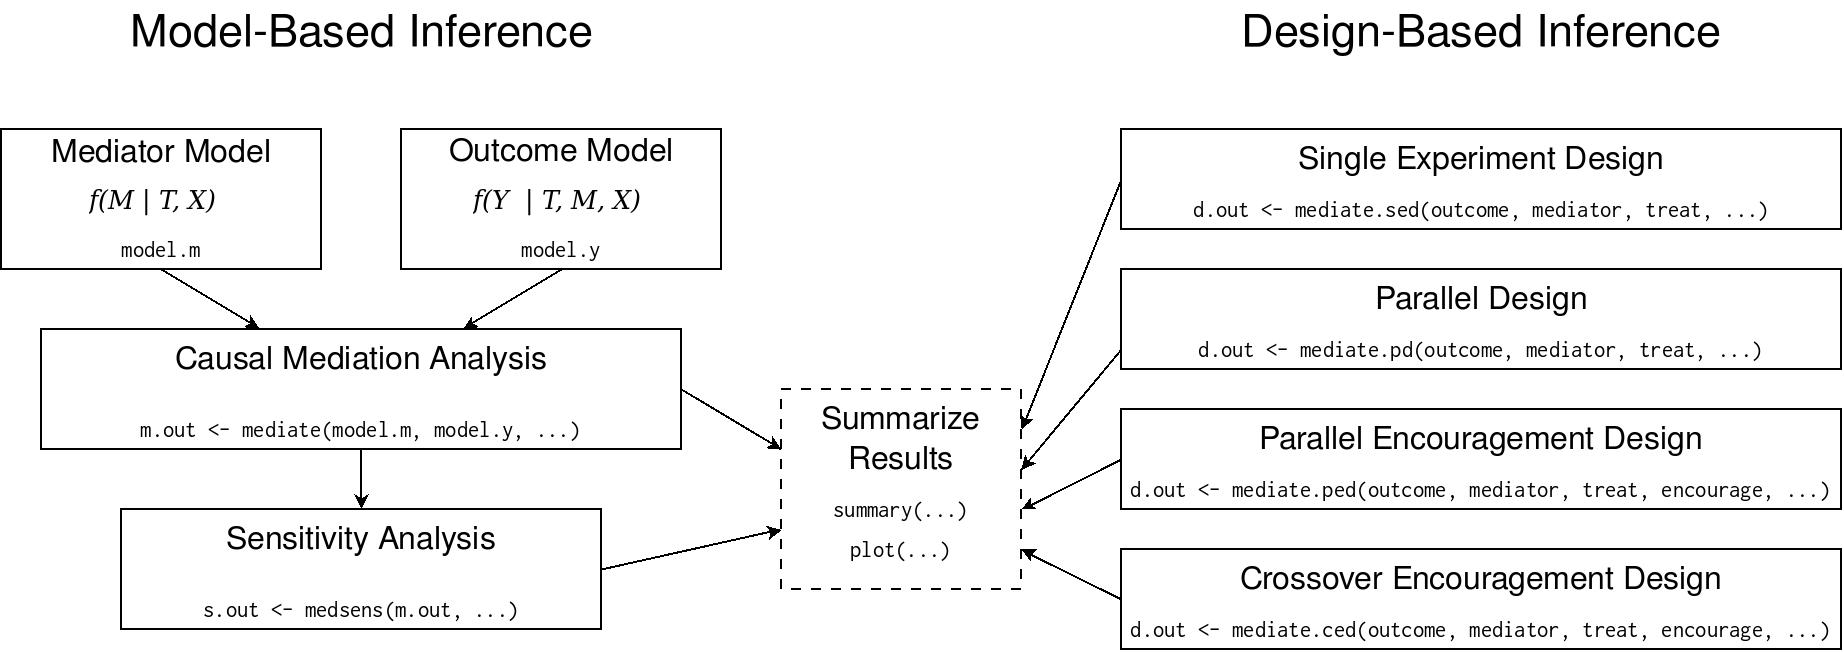 Model-Based Inference
Mediator Model
f(M | T, X)
model.m
Outcome Model
f(Y | T, M, X)
model.y
Causal Mediation Analysis
m.out <- mediate(model.m, model.y, ...)
Sensitivity Analysis
s.out <- medsens(m.out, ...)
Summarize
Results
summary(...)
plot(...)
Design-Based Inference
Single Experiment Design
d.out <- mediate.sed(outcome, mediator, treat, ...)
Parallel Design
d.out <- mediate.pd(outcome, mediator, treat, ...)
Parallel Encouragement Design
d.out <- mediate.ped(outcome, mediator, treat, encourage, ...)
Crossover Encouragement Design
d.out <- mediate.ced(outcome, mediator, treat, encourage, ...)